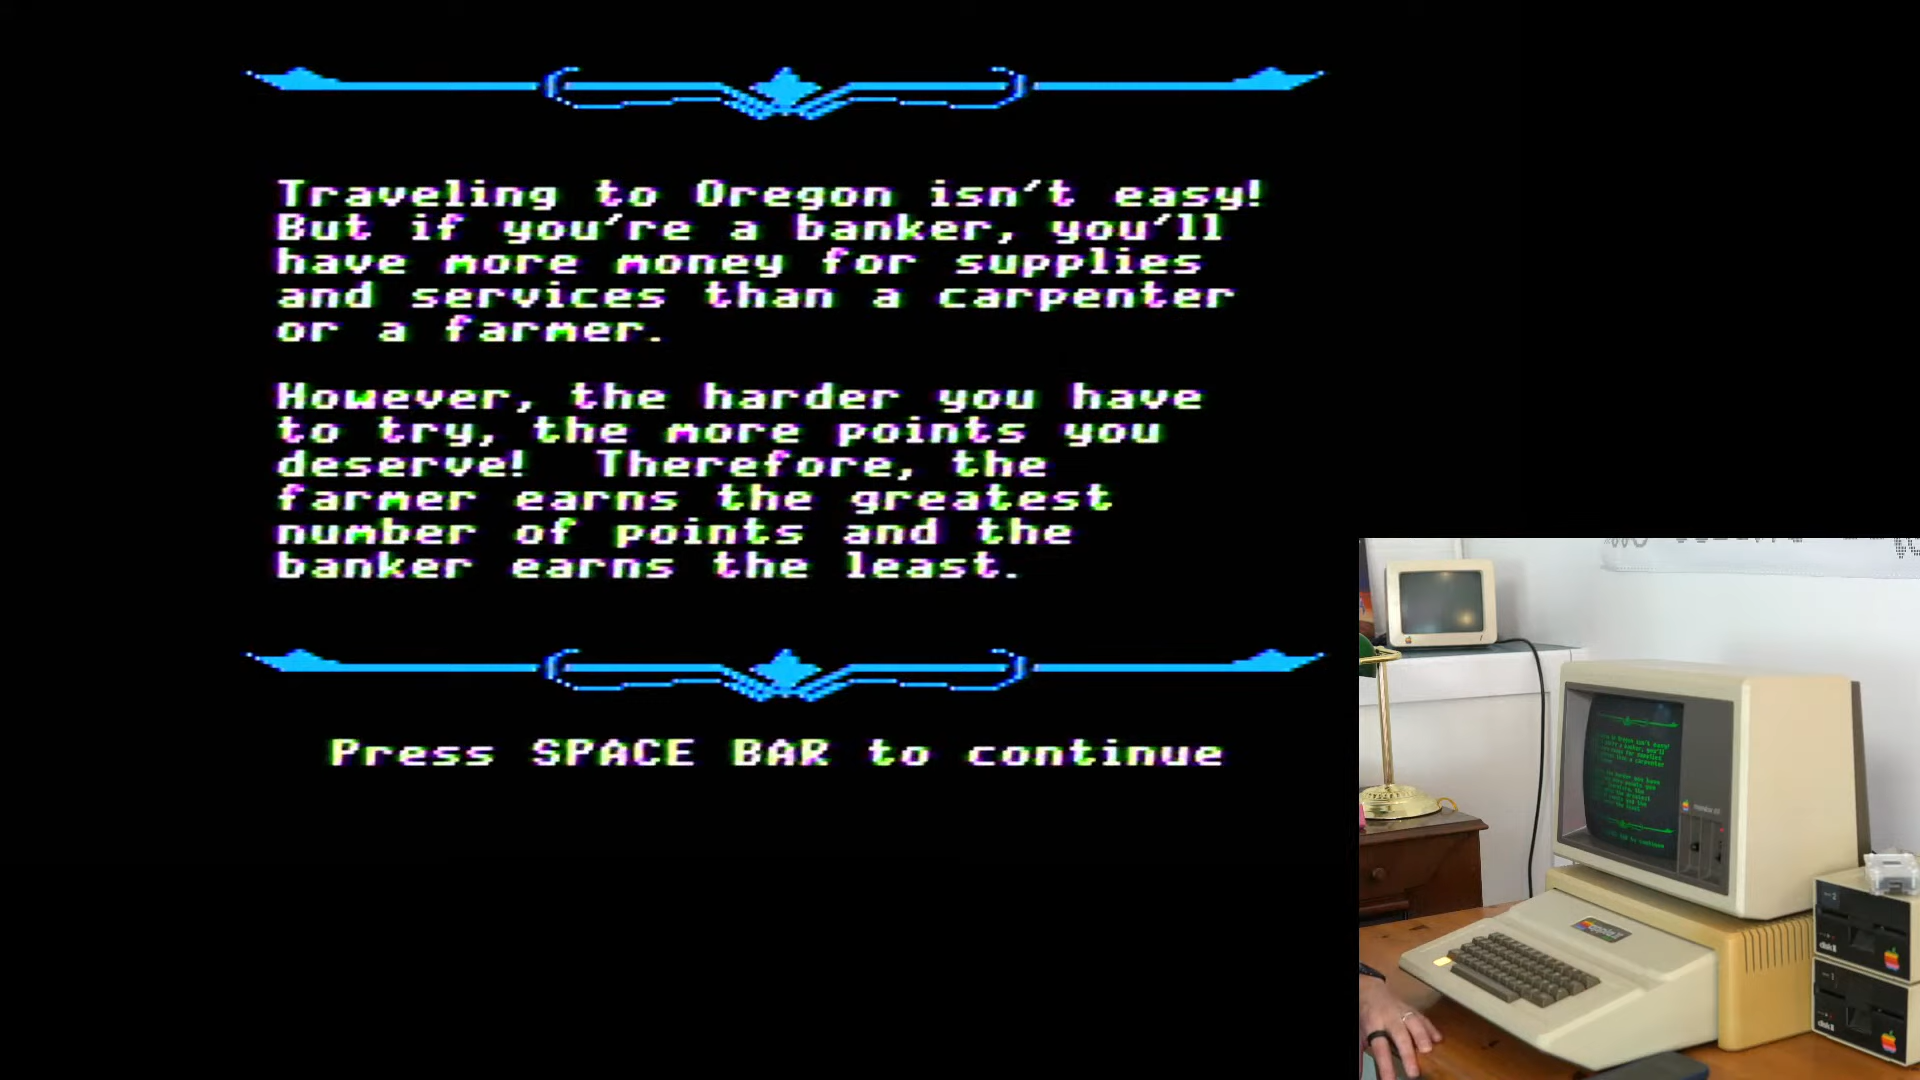 Traveling to Oregon isn't easy!
But if you're a banker, you'll
have more money for supplies
and services than a carpenter
or a farmer.
However, the harder you have
to try, the more points you
deserve!  Therefore, the
farmer earns the greatest
number of points and the
banker earns the least.
Press SPACE BAR to continue